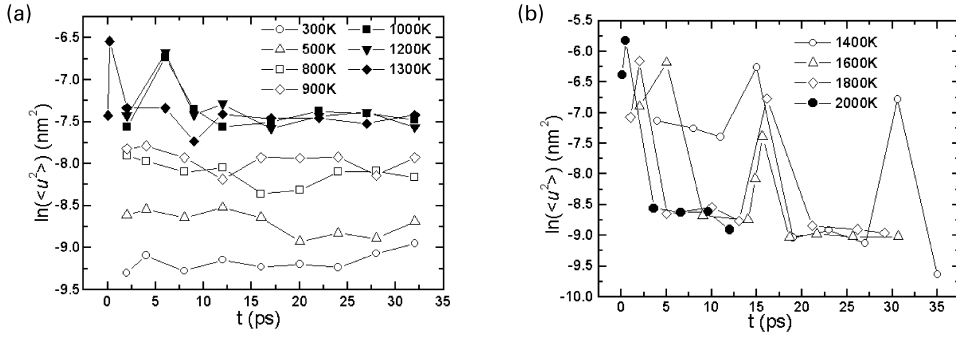 (a)
300K 1000K
500K 1200K
800K 1300K
900K
-6.5
-7.0
-7.5
-8.0
-8.5
-9.0
-9.5
ln(<u²>) (nm²)
0 5 10 15 20 25 30 35
t (ps)
(b)
1400K
1600K
1800K
2000K
-5.5
-6.0
-6.5
-7.0
-7.5
-8.0
-8.5
-9.0
-9.5
-10.0
ln(<u²>) (nm²)
0 5 10 15 20 25 30 35
t (ps)